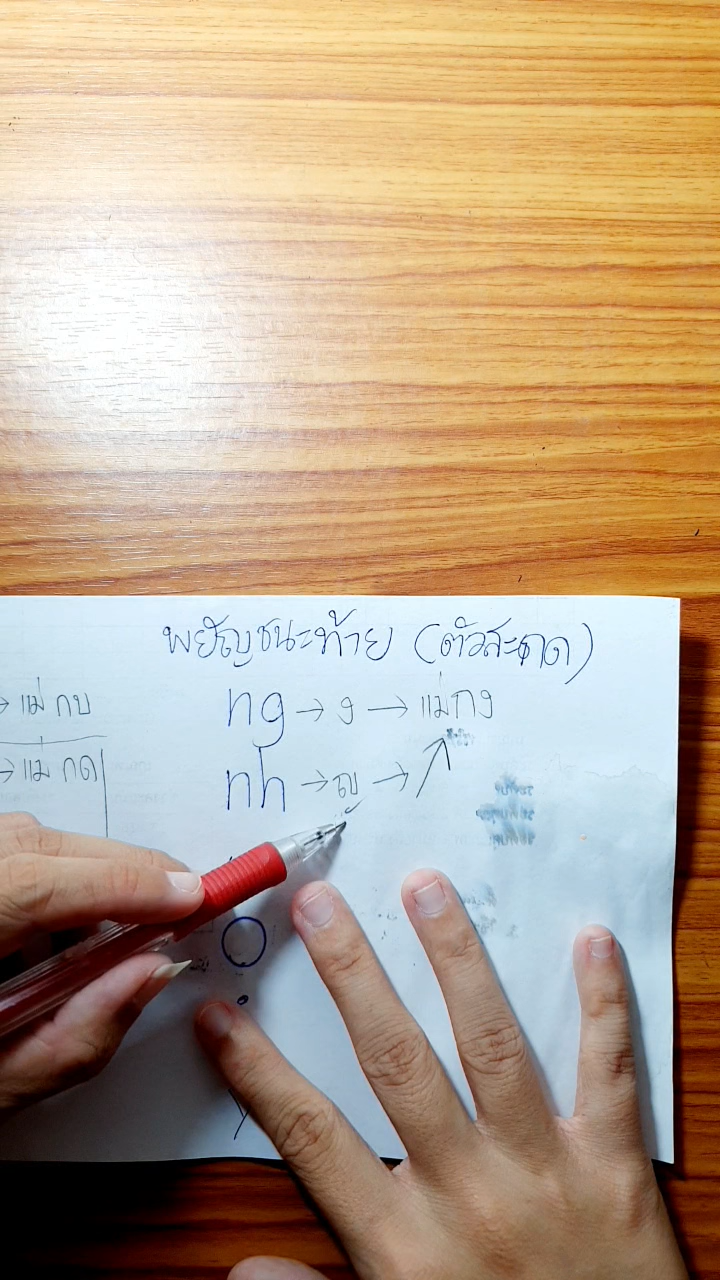 พยัญชนะท้าย (ตัวสะกด)
→ แม่ กบ
ng → ง → แม่กง
→ แม่ กด
nh → ญ → ↗